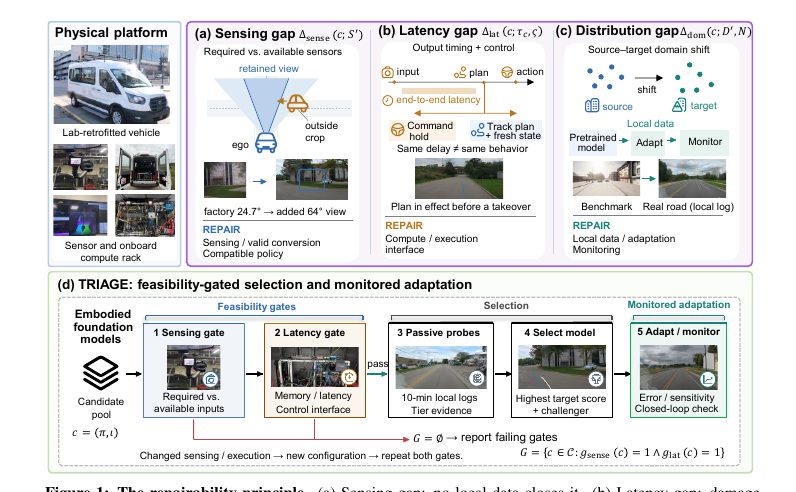 Physical platform
Lab-retrofitted vehicle
Sensor and onboard
compute rack
(a) Sensing gap Δsense (c; S′)
Required vs. available sensors
retained view
outside
crop
ego
factory 24.7° → added 64° view
REPAIR
Sensing / valid conversion
Compatible policy
(b) Latency gap Δlat (c; τc, ς)
Output timing + control
input
plan
action
end-to-end latency
Command
hold
Track plan
+ fresh state
Same delay ≠ same behavior
Plan in effect before a takeover
REPAIR
Compute / execution
interface
(c) Distribution gap Δdom(c; D′, N)
Source–target domain shift
shift
source
target
Local data
Pretrained
model
Adapt
Monitor
Benchmark
Real road (local log)
REPAIR
Local data / adaptation
Monitoring
(d) TRIAGE: feasibility-gated selection and monitored adaptation
Embodied
foundation
models
Candidate
pool
c = (π,ι)
Feasibility gates
1 Sensing gate
Required vs.
available inputs
2 Latency gate
Memory / latency
Control interface
pass
Selection
3 Passive probes
10-min local logs
Tier evidence
4 Select model
Highest target score
+ challenger
Monitored adaptation
5 Adapt / monitor
Error / sensitivity
Closed-loop check
G = ∅ → report failing gates
Changed sensing / execution → new configuration → repeat both gates.
G = {c ∈ C: gsense (c) = 1 ∧ glat (c) = 1}
Figure 1: The repairability principle. (a) Sensing gap: no local data closes it. (b) Latency gap: damage